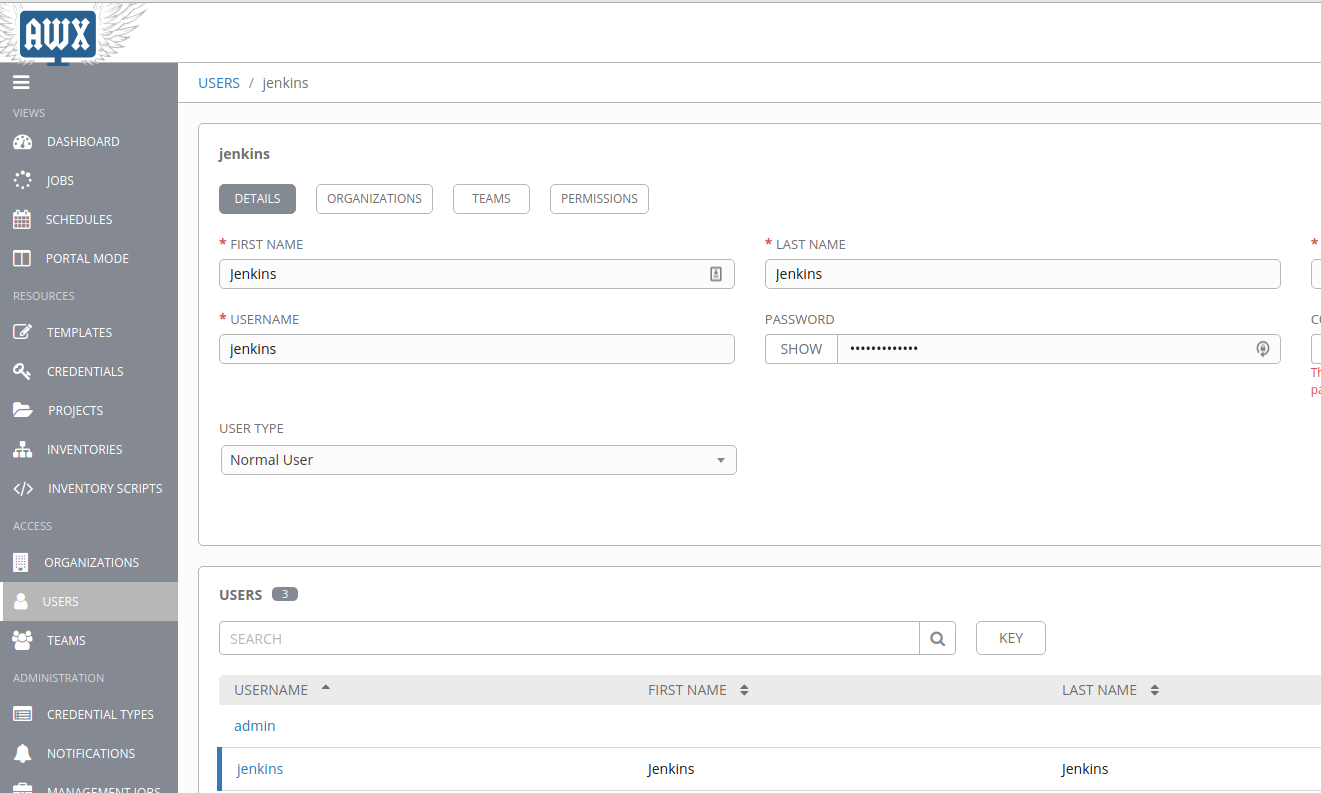 AWX
USERS / jenkins
VIEWS
DASHBOARD
JOBS
SCHEDULES
PORTAL MODE
RESOURCES
TEMPLATES
CREDENTIALS
PROJECTS
INVENTORIES
INVENTORY SCRIPTS
ACCESS
ORGANIZATIONS
USERS
TEAMS
ADMINISTRATION
CREDENTIAL TYPES
NOTIFICATIONS
MANAGEMENT JOBS
jenkins
DETAILS ORGANIZATIONS TEAMS PERMISSIONS
* FIRST NAME * LAST NAME *
Jenkins Jenkins
* USERNAME PASSWORD
jenkins SHOW •••••••••••••
USER TYPE
Normal User
USERS 3
SEARCH KEY
USERNAME FIRST NAME LAST NAME
admin
jenkins Jenkins Jenkins